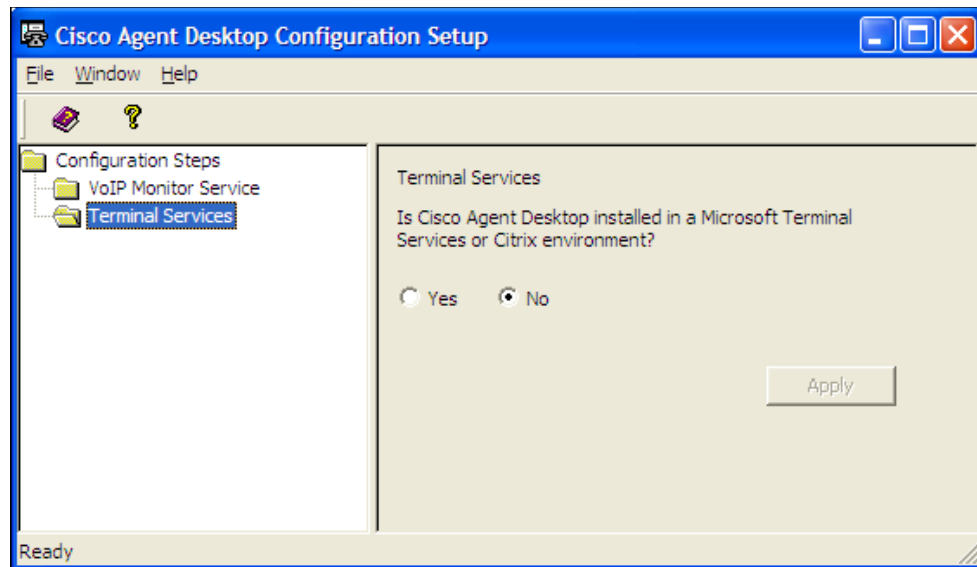 Cisco Agent Desktop Configuration Setup
File Window Help
Configuration Steps
VoIP Monitor Service
Terminal Services
Terminal Services
Is Cisco Agent Desktop installed in a Microsoft Terminal
Services or Citrix environment?
Yes No
Apply
Ready